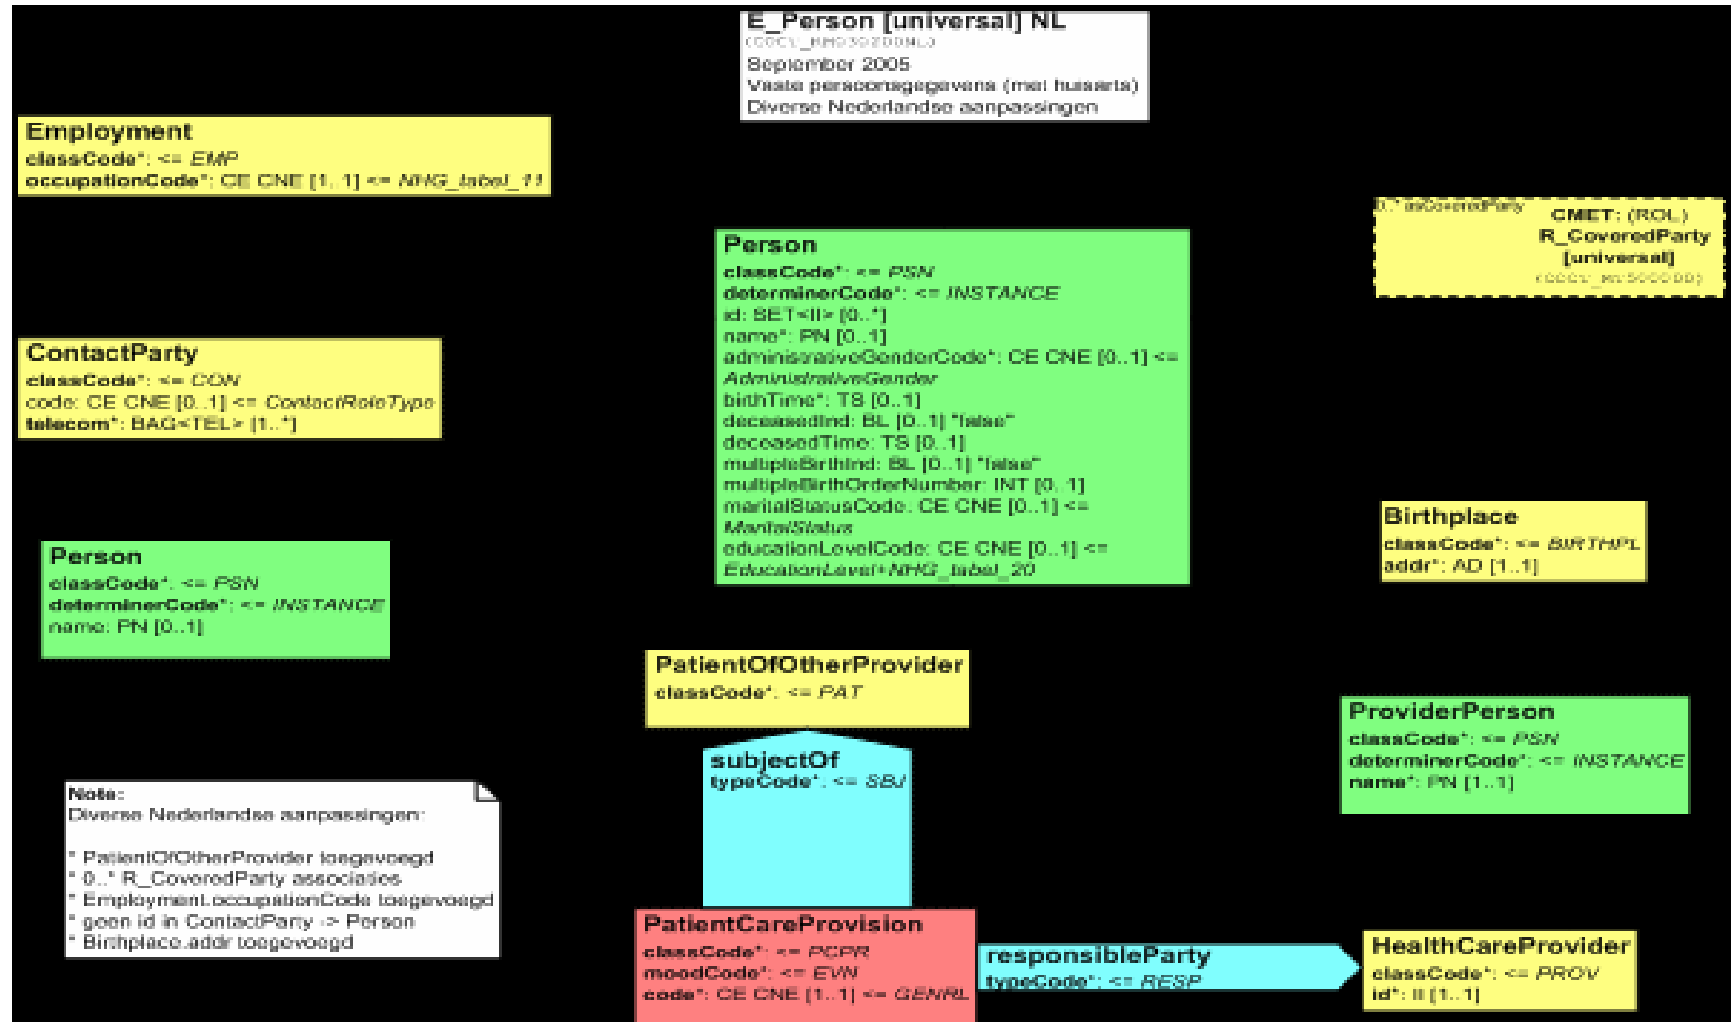 E_Person [universal] NL
September 2005
Vaste persoonsgegevens (met huisarts)
Diverse Nederlandse aanpassingen
Employment
classCode*: <= EMP
occupationCode*: CE CNE [1..1] <= NHG_tabel_11
0..* asCoveredParty
CMET: (ROL)
R_CoveredParty
[universal]
Person
classCode*: <= PSN
determinerCode*: <= INSTANCE
id: SET<II> [0..*]
name*: PN [0..1]
administrativeGenderCode*: CE CNE [0..1] <=
AdministrativeGender
birthTime*: TS [0..1]
deceasedInd: BL [0..1] "false"
deceasedTime: TS [0..1]
multipleBirthInd: BL [0..1] "false"
multipleBirthOrderNumber: INT [0..1]
maritalStatusCode: CE CNE [0..1] <=
MaritalStatus
educationLevelCode: CE CNE [0..1] <=
EducationLevel+NHG_tabel_20
ContactParty
classCode*: <= CON
code: CE CNE [0..1] <= ContactRoleType
telecom*: BAG<TEL> [1..*]
Birthplace
classCode*: <= BIRTHPL
addr*: AD [1..1]
Person
classCode*: <= PSN
determinerCode*: <= INSTANCE
name: PN [0..1]
PatientOfOtherProvider
classCode*: <= PAT
ProviderPerson
classCode*: <= PSN
determinerCode*: <= INSTANCE
name*: PN [1..1]
subjectOf
typeCode*: <= SBJ
Note:
Diverse Nederlandse aanpassingen:
* PatientOfOtherProvider toegevoegd
* 0..* R_CoveredParty associaties
* Employment.occupationCode toegevoegd
* geen id in ContactParty -> Person
* Birthplace.addr toegevoegd
PatientCareProvision
classCode*: <= PCPR
moodCode*: <= EVN
code*: CE CNE [1..1] <= GENRL
responsibleParty
typeCode*: <= RESP
HealthCareProvider
classCode*: <= PROV
id*: II [1..1]